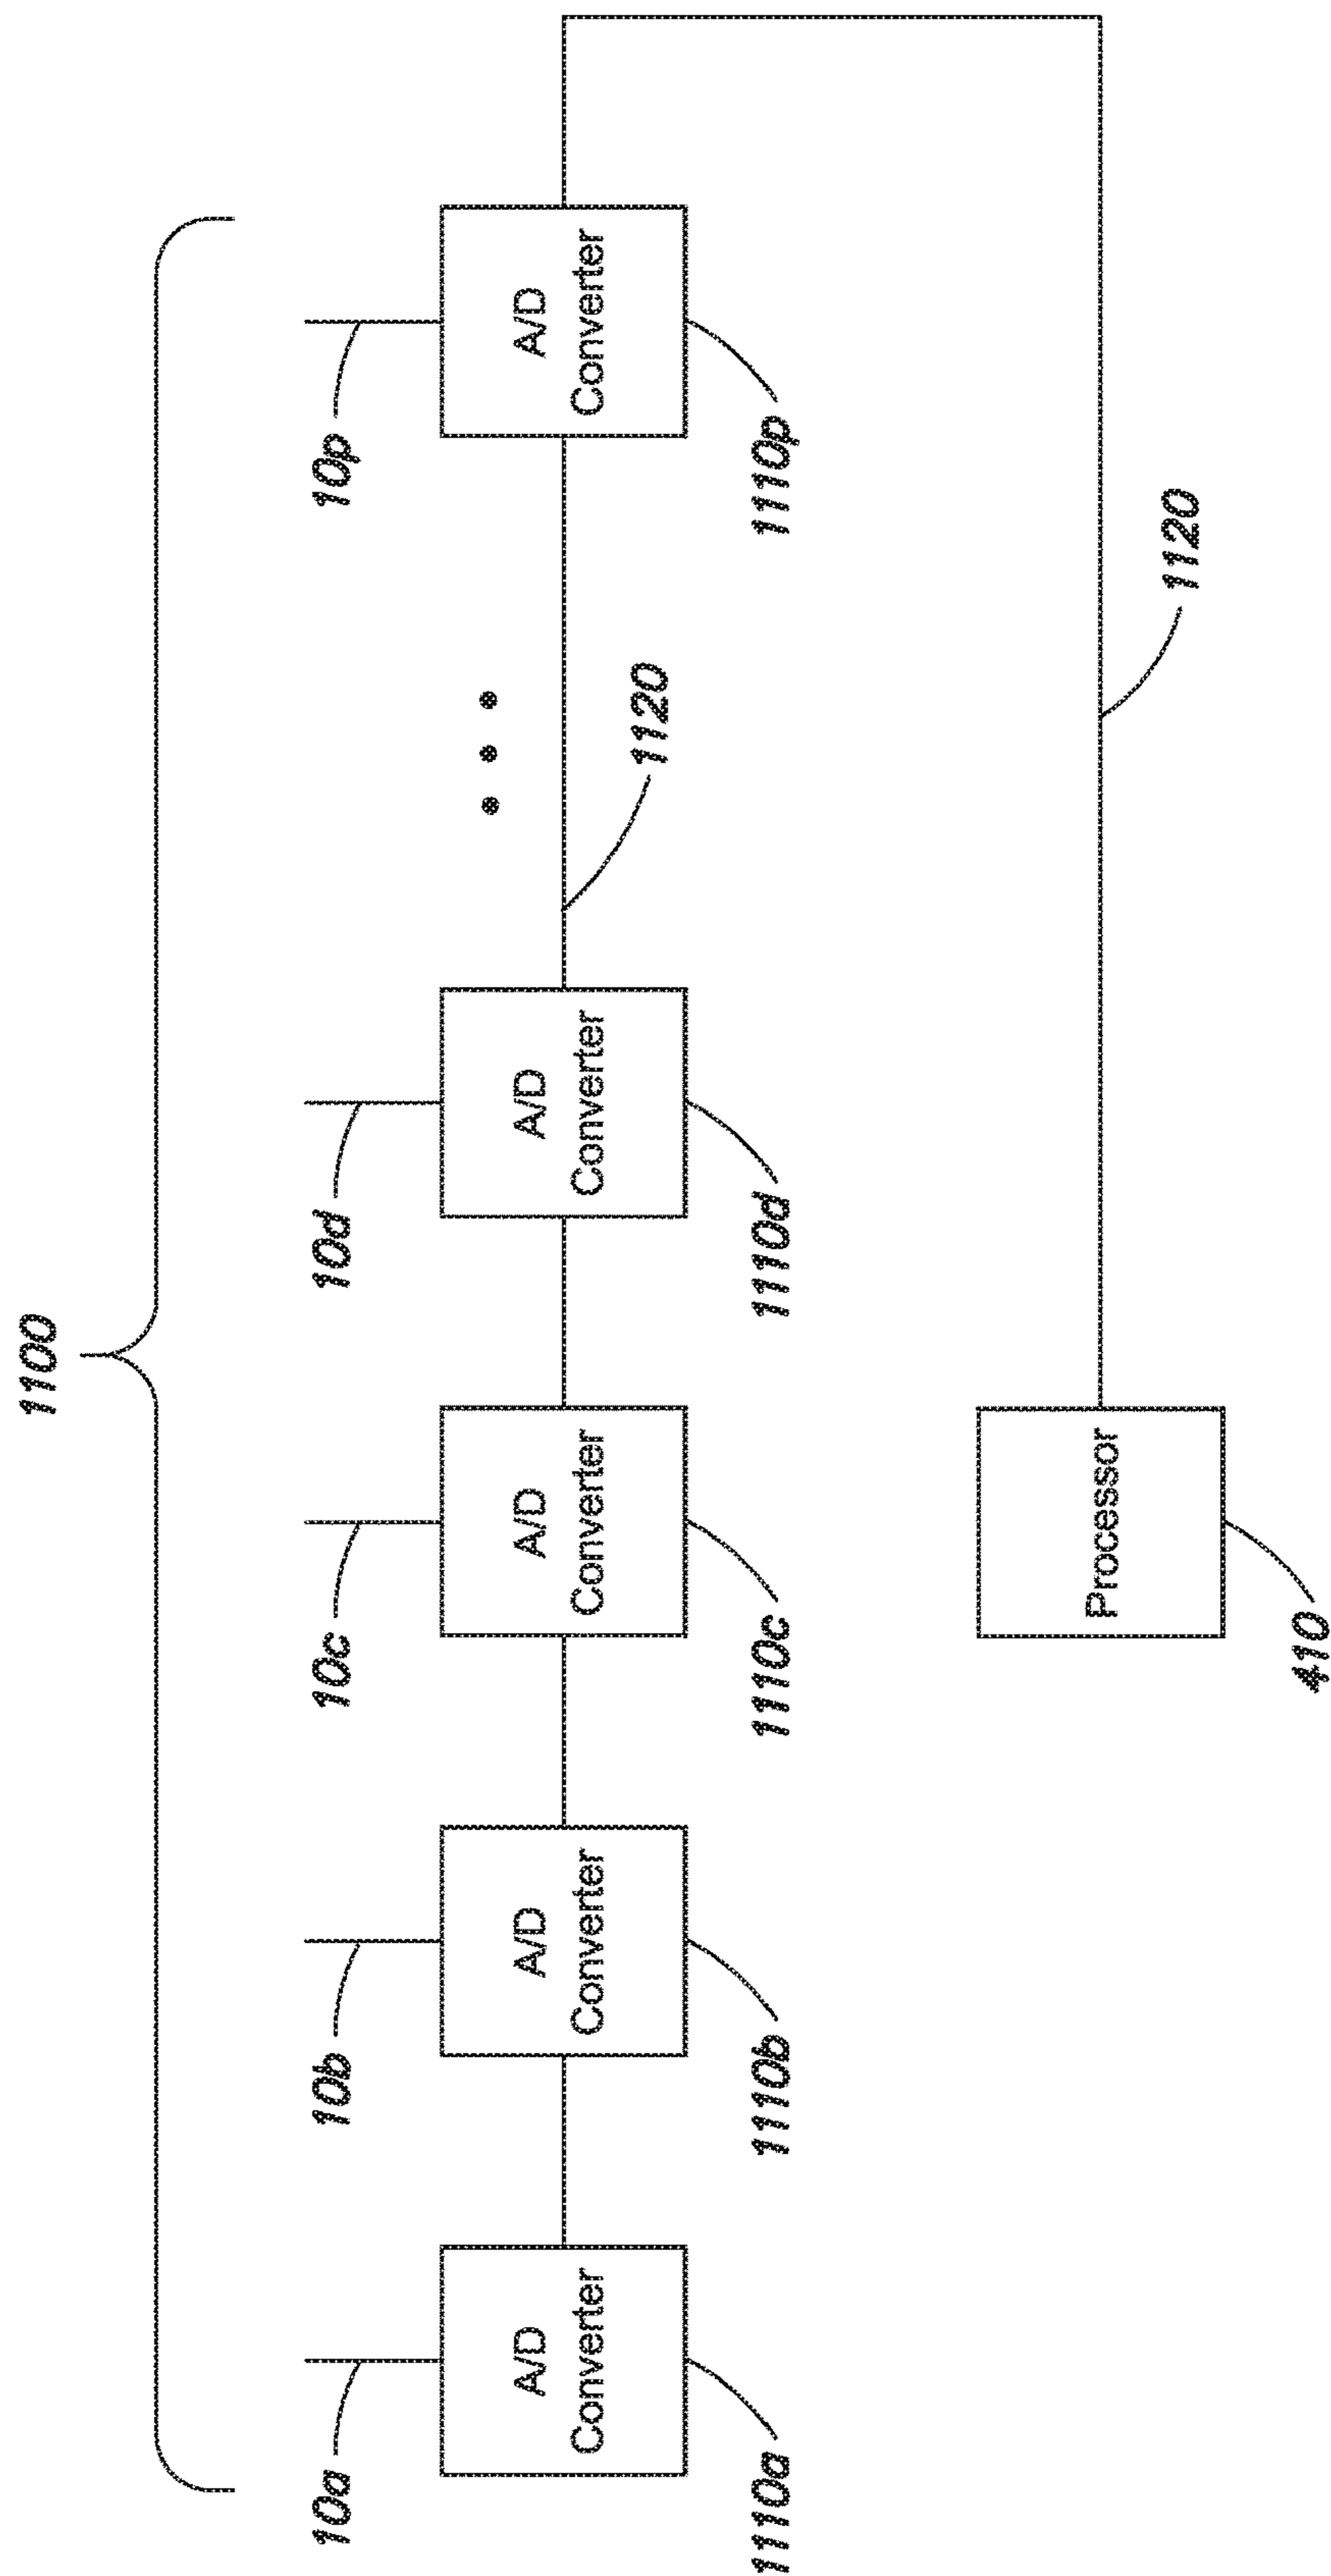 1100
10a
10b
10c
10d
10p
A/D
Converter
A/D
Converter
A/D
Converter
A/D
Converter
A/D
Converter
1110a
1110b
1110c
1110d
1120
1110p
Processor
410
1120